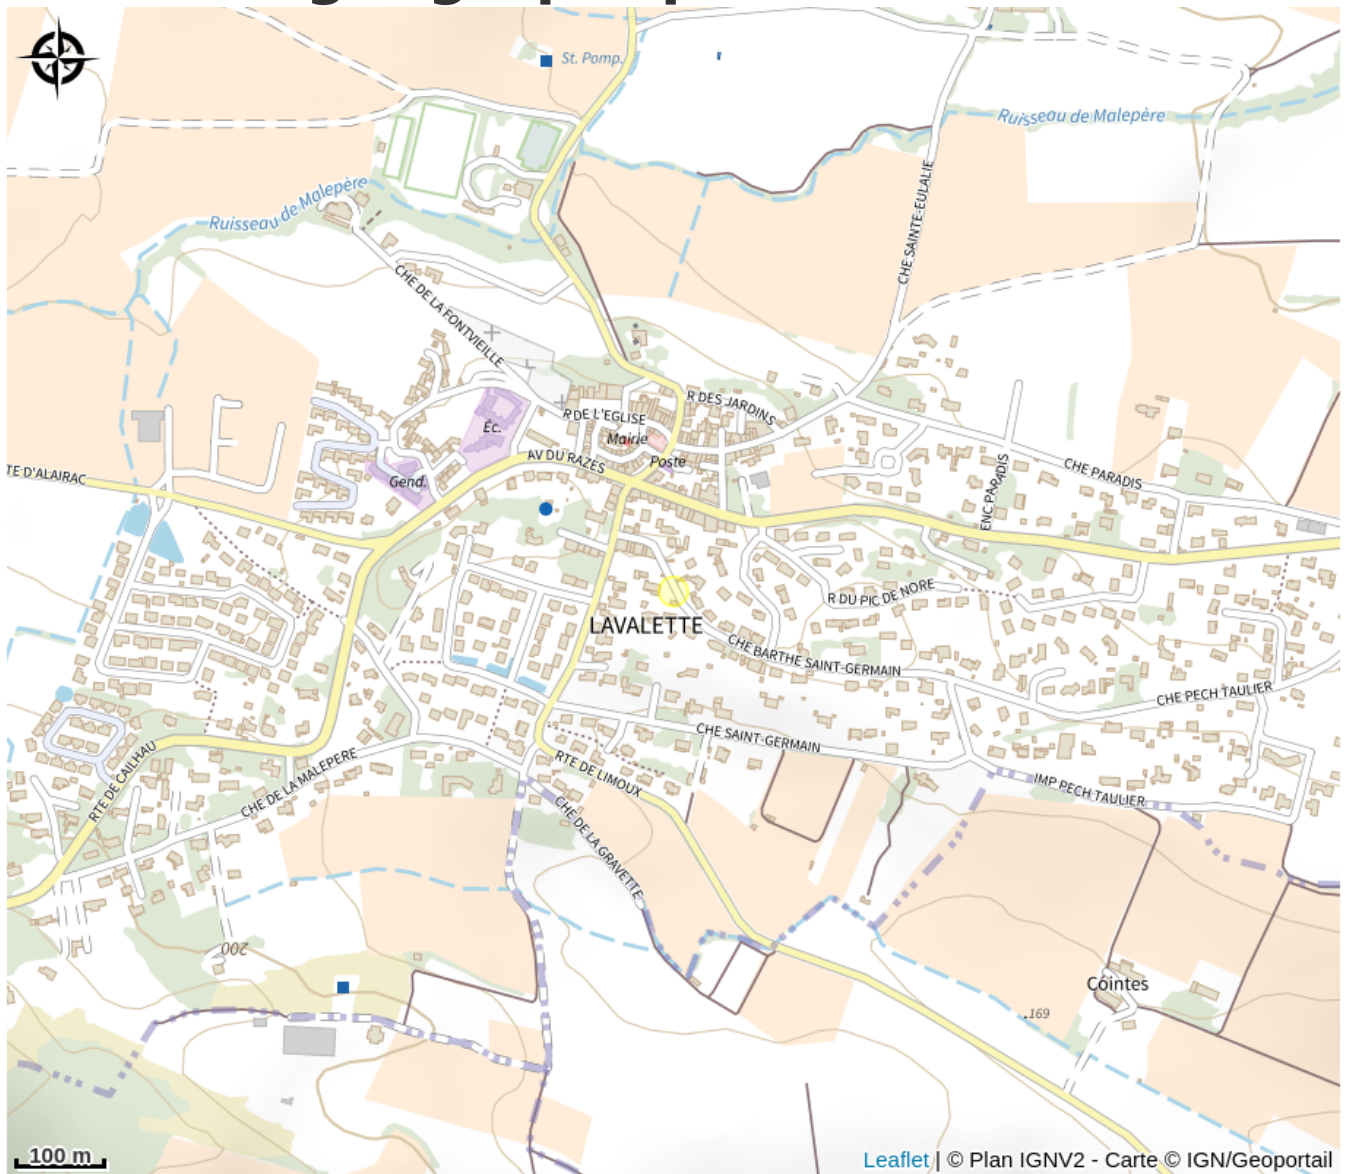 St. Pomp.
Ruisseau de Malepère
Ruisseau de Malepère
CHE SAINTE-EULALIE
CHE DE LA FONTVIEILLE
R DES JARDINS
R DE L'EGLISE
Éc.
Mairie
AV DU RAZES
Poste
CHE PARADIS
ENC PARADIS
TE D'ALAIRAC
Gend.
R DU PIC DE NORE
LAVALETTE
CHE BARTHE SAINT-GERMAIN
CHE PECH TAULIER
CHE SAINT-GERMAIN
RTE DE CAILHAU
CHE DE LA MALEPERE
RTE DE LIMOUX
IMP PECH TAULIER
CHE DE LA GRAVETTE
200
Cointes
169
100 m
Leaflet | © Plan IGNV2 - Carte © IGN/Geoportail